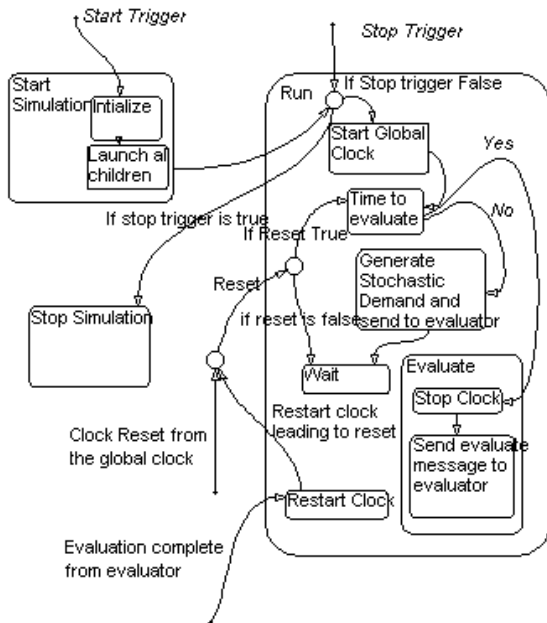 Start Trigger
Stop Trigger
Start
Simulation
Intialize
Launch al
children
Run
If Stop trigger False
Start Global
Clock
Yes
Time to
evaluate
No
If stop trigger is true
If Reset True
Generate
Stochastic
Demand and
send to evaluator
Reset
Stop Simulation
if reset is false
Wait
Evaluate
Stop Clock
Restart clock
leading to reset
Clock Reset from
the global clock
Send evaluate
message to
evaluator
Restart Clock
Evaluation complete
from evaluator